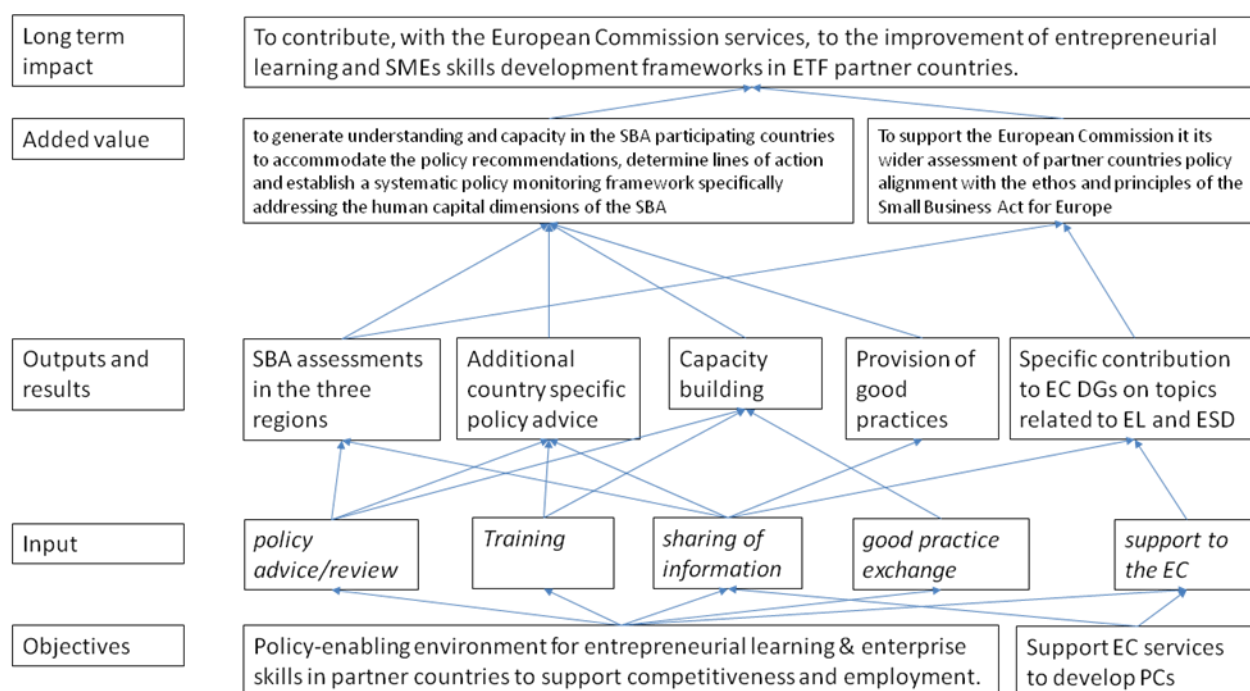 Long term
impact
To contribute, with the European Commission services, to the improvement of entrepreneurial
learning and SMEs skills development frameworks in ETF partner countries.
Added value
to generate understanding and capacity in the SBA participating countries
to accommodate the policy recommendations, determine lines of action
and establish a systematic policy monitoring framework specifically
addressing the human capital dimensions of the SBA
To support the European Commission it its
wider assessment of partner countries policy
alignment with the ethos and principles of the
Small Business Act for Europe
Outputs and
results
SBA assessments
in the three
regions
Additional
country specific
policy advice
Capacity
building
Provision of
good
practices
Specific contribution
to EC DGs on topics
related to EL and ESD
Input
policy
advice/review
Training
sharing of
information
good practice
exchange
support to
the EC
Objectives
Policy-enabling environment for entrepreneurial learning & enterprise
skills in partner countries to support competitiveness and employment.
Support EC services
to develop PCs